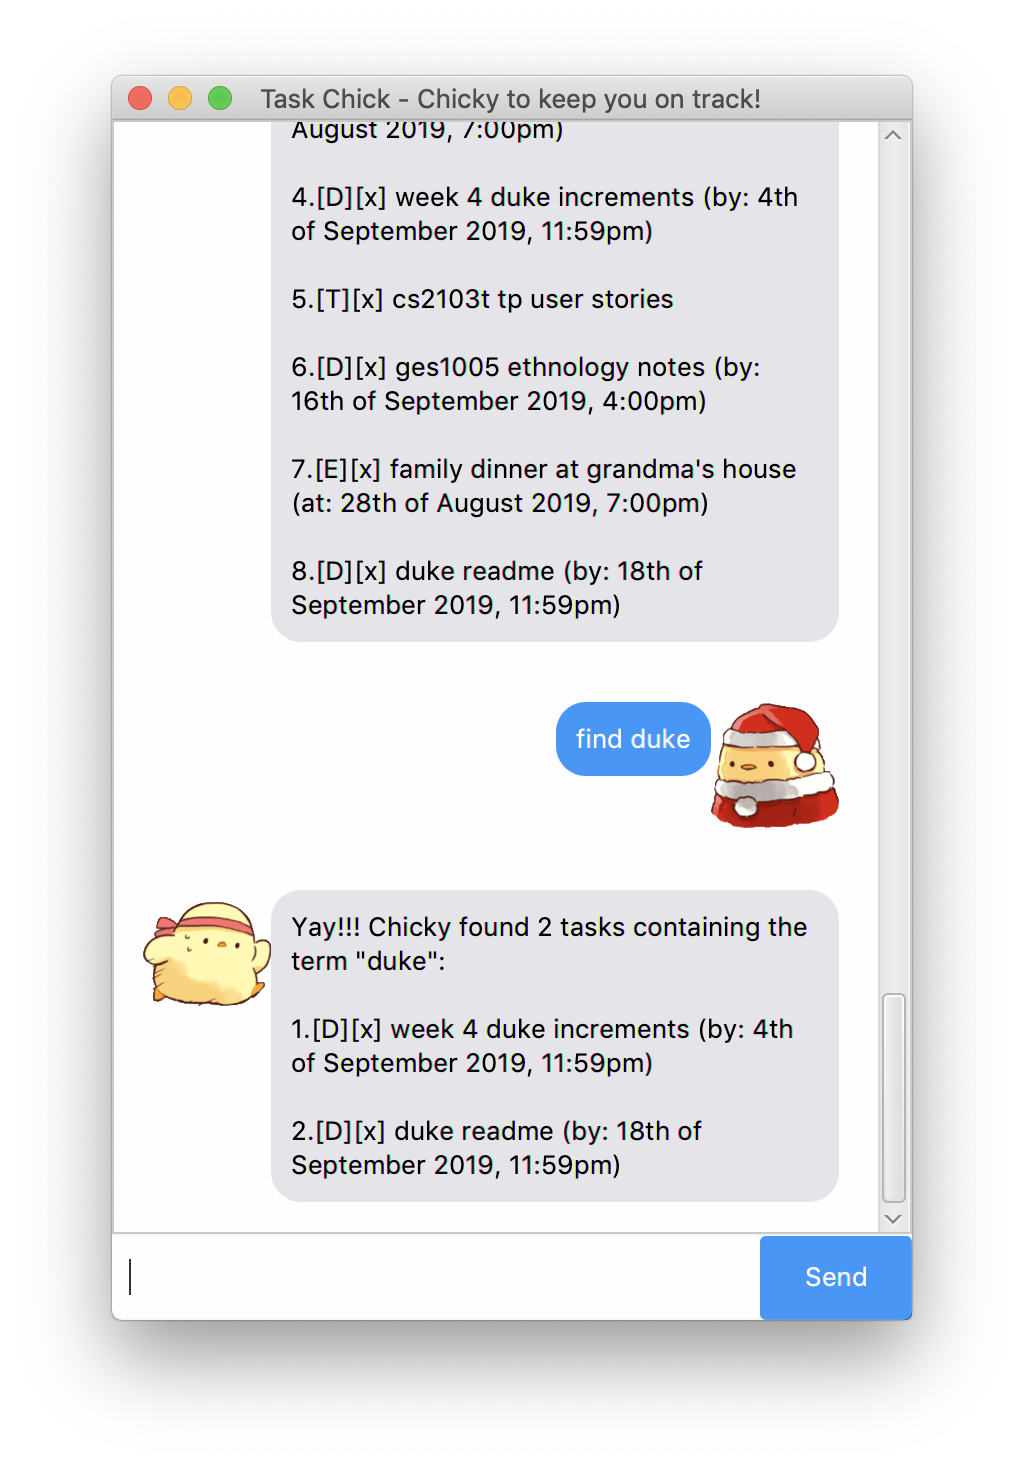 Task Chick - Chicky to keep you on track!
August 2019, 7:00pm)
4.[D][x] week 4 duke increments (by: 4th
of September 2019, 11:59pm)
5.[T][x] cs2103t tp user stories
6.[D][x] ges1005 ethnology notes (by:
16th of September 2019, 4:00pm)
7.[E][x] family dinner at grandma's house
(at: 28th of August 2019, 7:00pm)
8.[D][x] duke readme (by: 18th of
September 2019, 11:59pm)
find duke
Yay!!! Chicky found 2 tasks containing the
term "duke":
1.[D][x] week 4 duke increments (by: 4th
of September 2019, 11:59pm)
2.[D][x] duke readme (by: 18th of
September 2019, 11:59pm)
Send